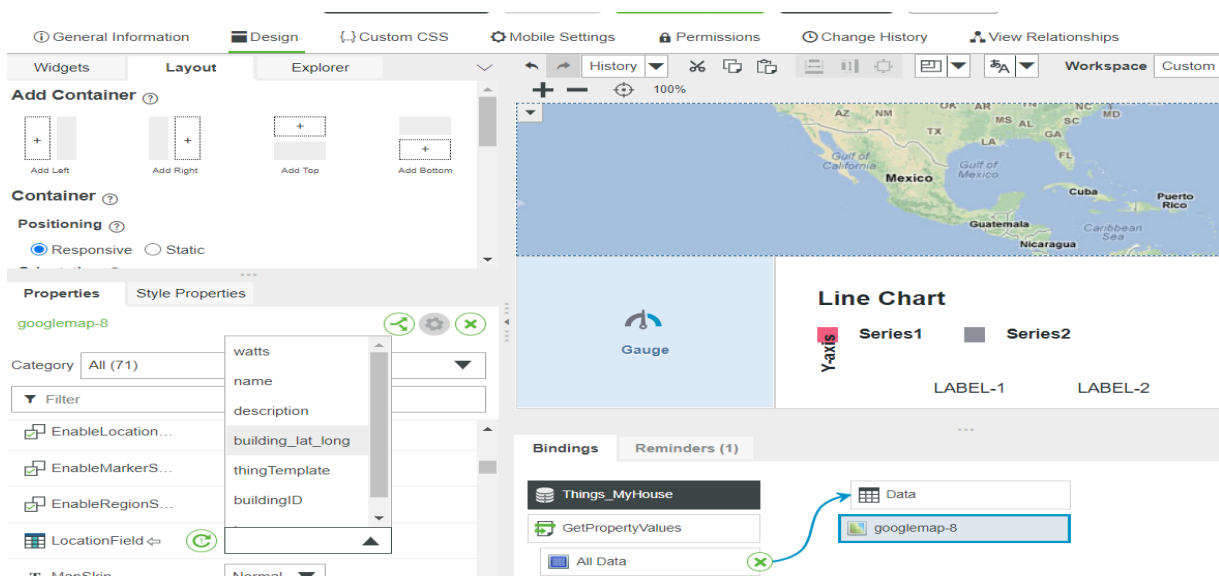 General Information
Design
{..} Custom CSS
Mobile Settings
Permissions
Change History
View Relationships
Widgets
Layout
Explorer
History
Workspace
Custom
100%
Add Container
+
+
+
+
Add Left
Add Right
Add Top
Add Bottom
Container
Positioning
Responsive
Static
Properties
Style Properties
googlemap-8
Category
All (71)
Filter
EnableLocation...
EnableMarkerS...
EnableRegionS...
LocationField
MapSkin
Normal
watts
name
description
building_lat_long
thingTemplate
buildingID
AZ
NM
OK
AR
TN
NC
MD
MS
AL
SC
TX
LA
GA
FL
Gulf of
California
Gulf of
Mexico
Mexico
Cuba
Puerto
Rico
Guatemala
Caribbean
Sea
Nicaragua
Gauge
Line Chart
Y-axis
Series1
Series2
LABEL-1
LABEL-2
Bindings
Reminders (1)
Things_MyHouse
GetPropertyValues
All Data
Data
googlemap-8